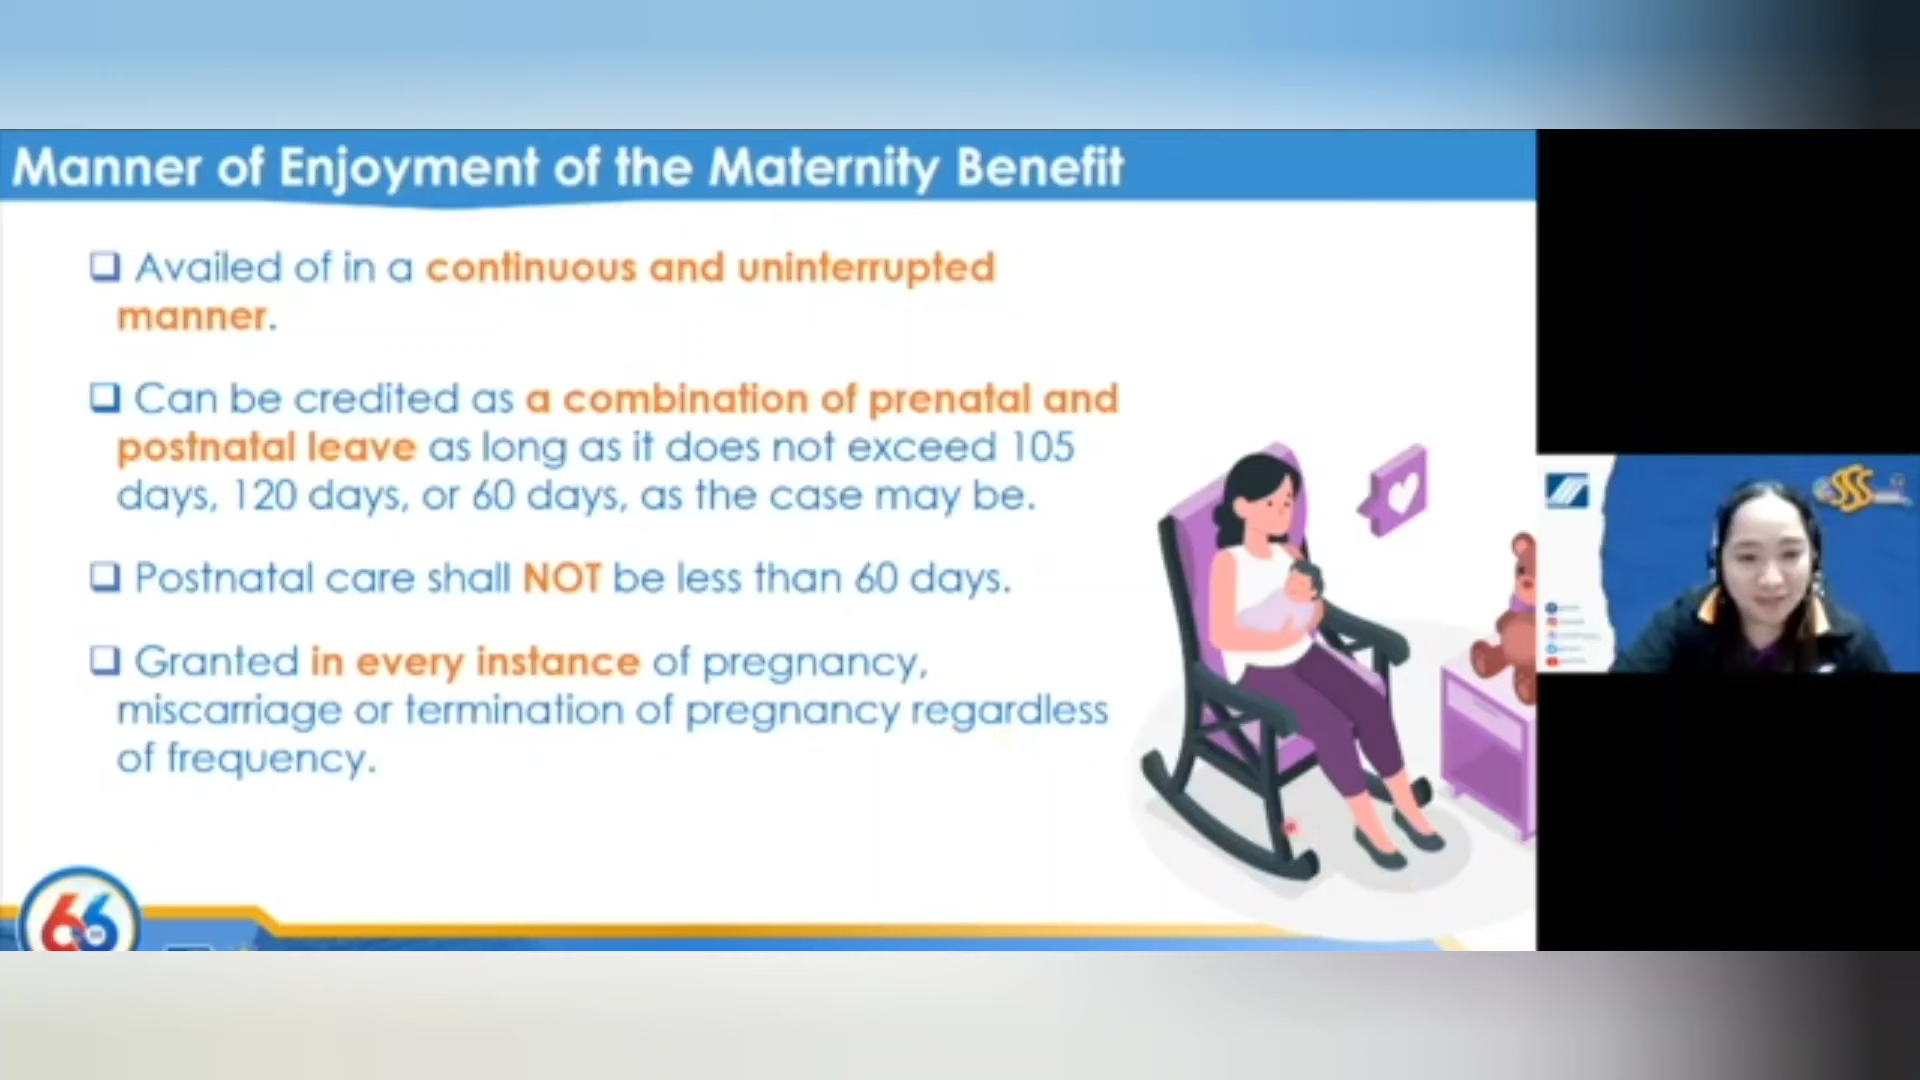 Manner of Enjoyment of the Maternity Benefit
Availed of in a continuous and uninterrupted
manner.
Can be credited as a combination of prenatal and
postnatal leave as long as it does not exceed 105
days, 120 days, or 60 days, as the case may be.
Postnatal care shall NOT be less than 60 days.
Granted in every instance of pregnancy,
miscarriage or termination of pregnancy regardless
of frequency.
66
SSS